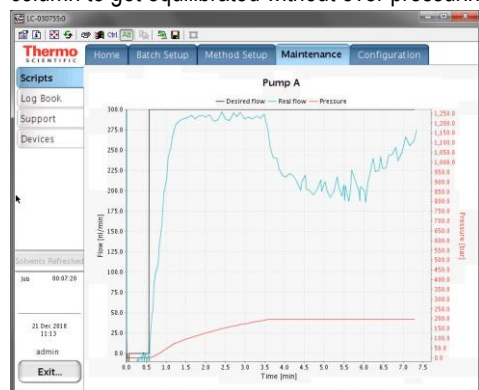 column to get equilibrated without over pressurin
LC-030755:0
Ctrl
Thermo
SCIENTIFIC
Home Batch Setup Method Setup Maintenance Configuration
Scripts
Log Book
Support
Devices
Pump A
Desired flow Real flow Pressure
Flow [nl/min]
300.0
275.0
250.0
225.0
200.0
175.0
150.0
125.0
100.0
75.0
50.0
25.0
0.0
1,250.0
1,200.0
1,150.0
1,100.0
1,050.0
1,000.0
950.0
900.0
850.0
800.0
750.0
700.0
650.0
600.0
550.0
500.0
450.0
400.0
350.0
300.0
250.0
200.0
150.0
100.0
50.0
0.0
Pressure [bar]
0.0 0.5 1.0 1.5 2.0 2.5 3.0 3.5 4.0 4.5 5.0 5.5 6.0 6.5 7.0 7.5
Time [min]
Solvents Refreshed
Job 00:07:20
21 Dec 2018
11:13
admin
Exit...